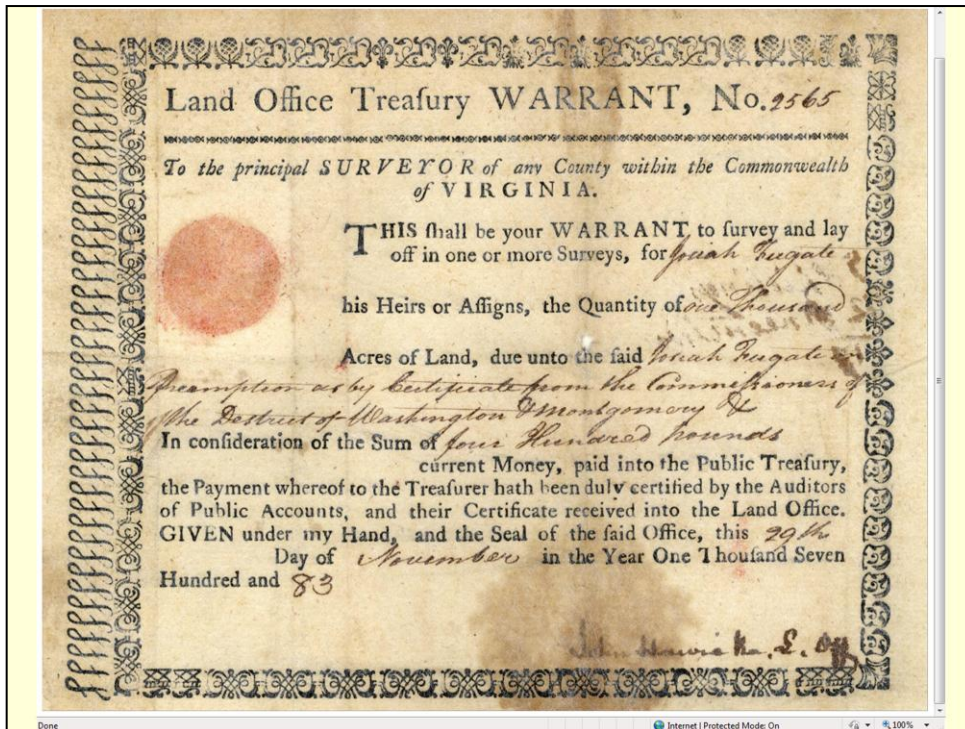 Land Office Treaſury WARRANT, No. 2565
To the principal SURVEYOR of any County within the Commonwealth
of VIRGINIA.
THIS ſhall be your WARRANT to ſurvey and lay
off in one or more Surveys, for Josiah Fugate
his Heirs or Aſſigns, the Quantity of one Thousand
Acres of Land, due unto the ſaid Josiah Fugate in
Preemption as by Certificate from the Commissioners of
the District of Washington & Montgomery &
In conſideration of the Sum of four Hundred pounds
current Money, paid into the Public Treaſury,
the Payment whereof to the Treaſurer hath been duly certified by the Auditors
of Public Accounts, and their Certificate received into the Land Office.
GIVEN under my Hand, and the Seal of the ſaid Office, this 29th
Day of November in the Year One Thouſand Seven
Hundred and 83
John Harvie
Done
Internet | Protected Mode: On
100%